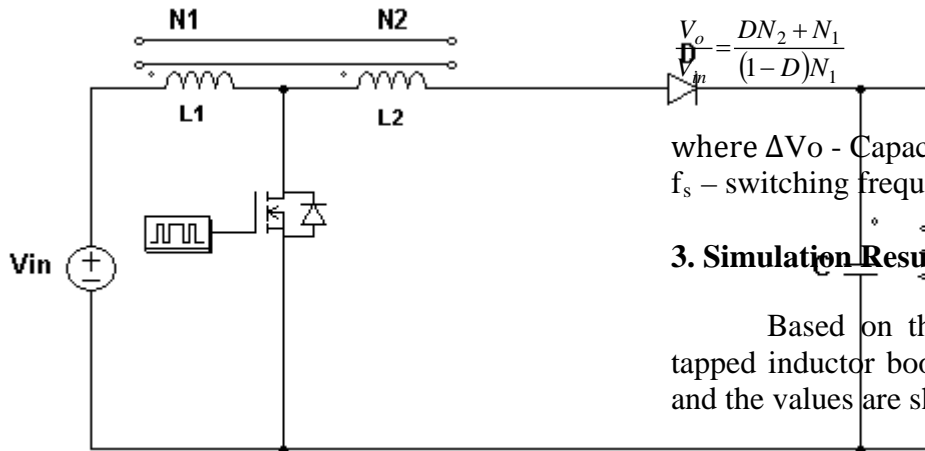 N1 N2
V_o / V_in = DN_2 + N_1 / (1 − D)N_1
D
L1 L2
where ΔVo - Capac
f_s – switching frequ
Vin
3. Simulation Resu
C
Based on th
tapped inductor boo
and the values are sl